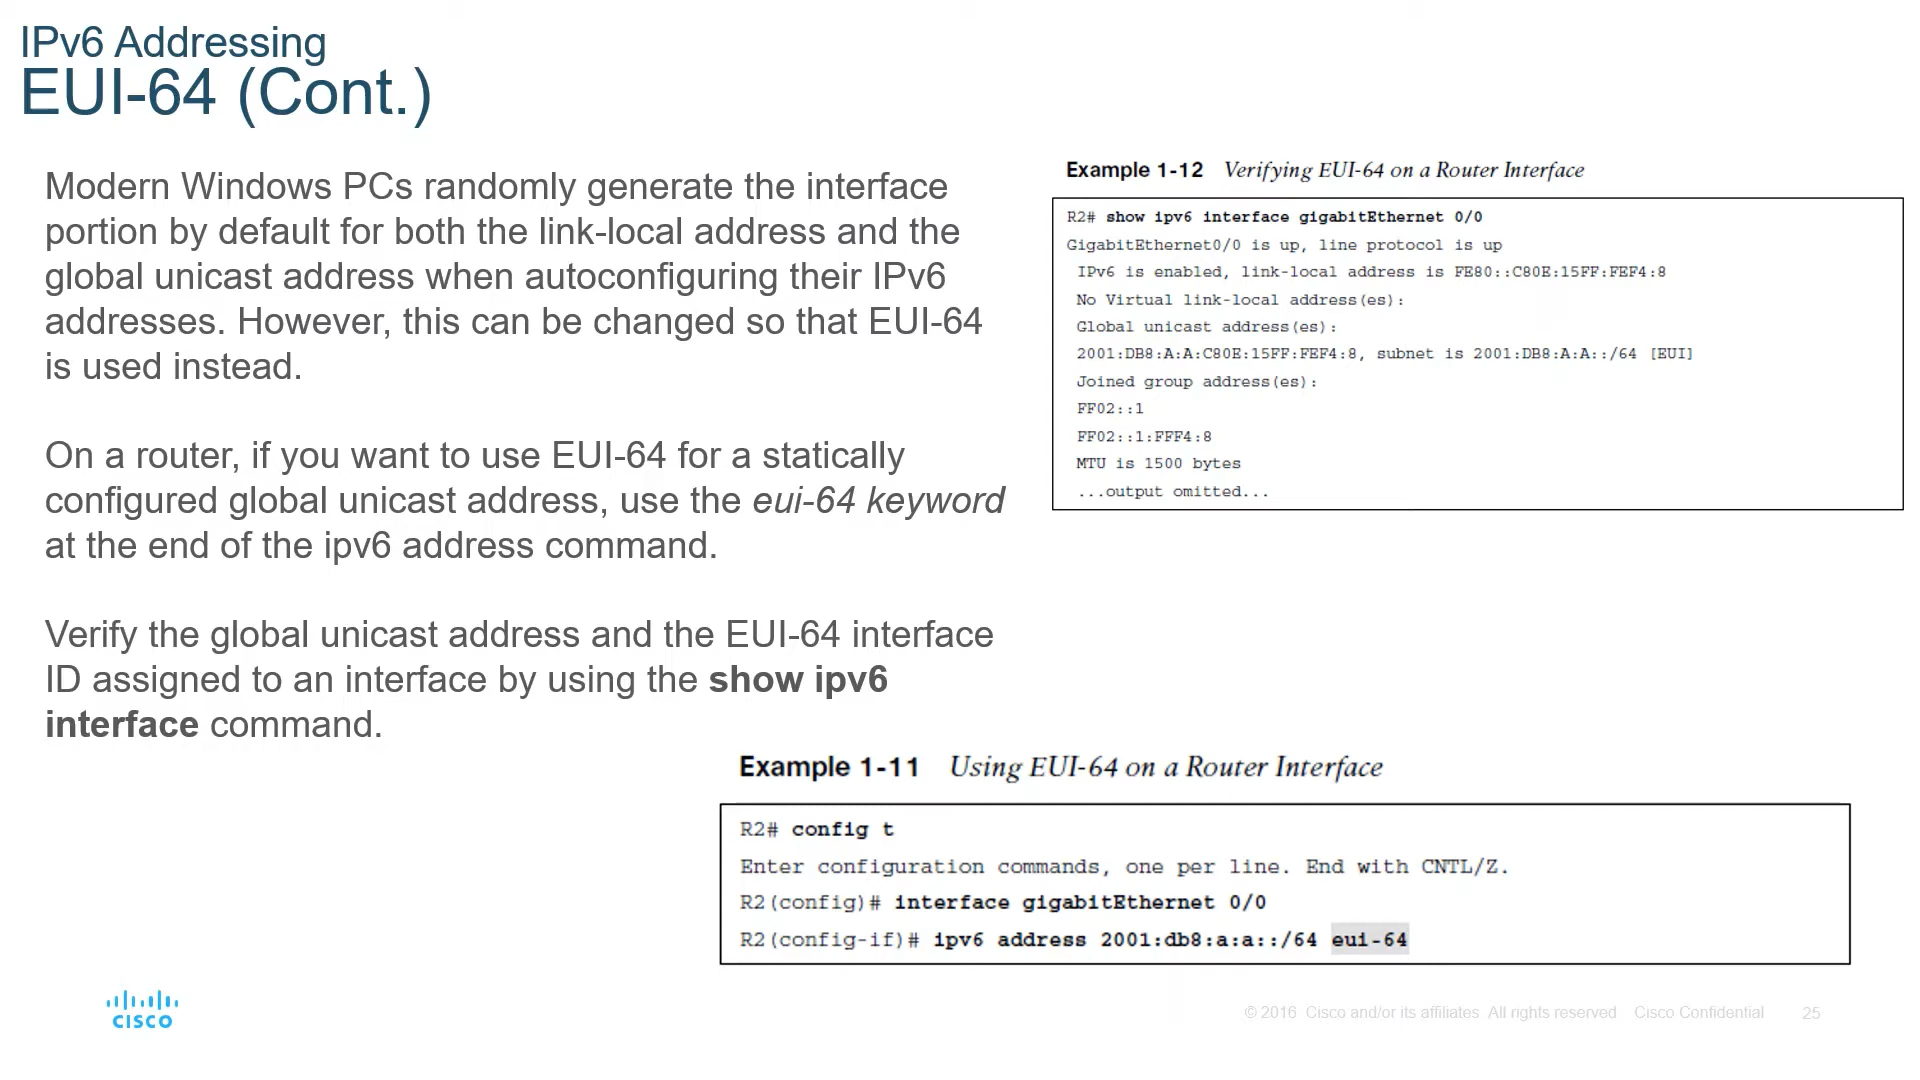 IPv6 Addressing
EUI-64 (Cont.)
Modern Windows PCs randomly generate the interface
portion by default for both the link-local address and the
global unicast address when autoconfiguring their IPv6
addresses. However, this can be changed so that EUI-64
is used instead.
On a router, if you want to use EUI-64 for a statically
configured global unicast address, use the eui-64 keyword
at the end of the ipv6 address command.
Verify the global unicast address and the EUI-64 interface
ID assigned to an interface by using the show ipv6
interface command.
Example 1-12 Verifying EUI-64 on a Router Interface
R2# show ipv6 interface gigabitEthernet 0/0
GigabitEthernet0/0 is up, line protocol is up
IPv6 is enabled, link-local address is FE80::C80E:15FF:FEF4:8
No Virtual link-local address(es):
Global unicast address(es):
2001:DB8:A:A:C80E:15FF:FEF4:8, subnet is 2001:DB8:A:A::/64 [EUI]
Joined group address(es):
FF02::1
FF02::1:FFF4:8
MTU is 1500 bytes
...output omitted...
Example 1-11 Using EUI-64 on a Router Interface
R2# config t
Enter configuration commands, one per line. End with CNTL/Z.
R2(config)# interface gigabitEthernet 0/0
R2(config-if)# ipv6 address 2001:db8:a:a::/64 eui-64
CISCO
© 2016 Cisco and/or its affiliates All rights reserved Cisco Confidential 25